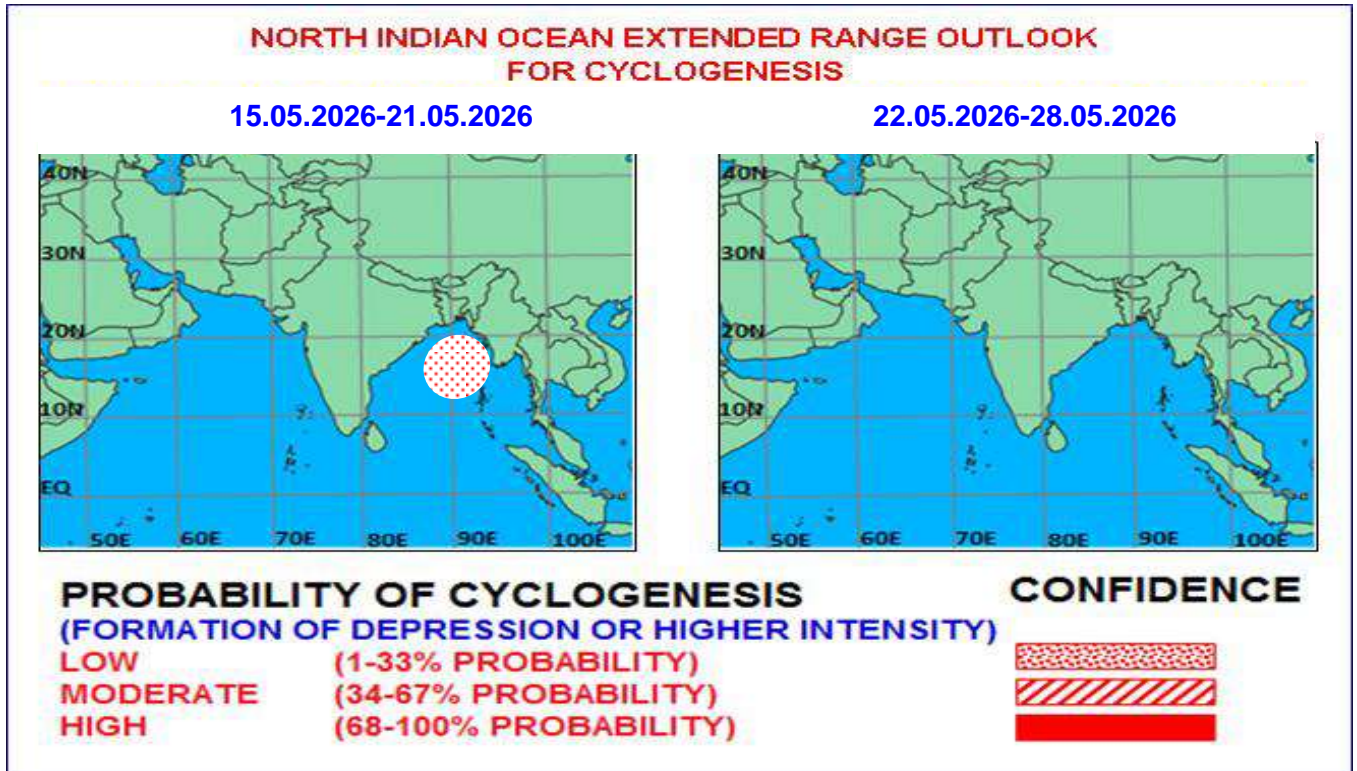 NORTH INDIAN OCEAN EXTENDED RANGE OUTLOOK
FOR CYCLOGENESIS
15.05.2026-21.05.2026
22.05.2026-28.05.2026
40N
30N
20N
10N
EQ
50E 60E 70E 80E 90E 100E
40N
30N
20N
10N
EQ
50E 60E 70E 80E 90E 100E
PROBABILITY OF CYCLOGENESIS
CONFIDENCE
(FORMATION OF DEPRESSION OR HIGHER INTENSITY)
LOW (1-33% PROBABILITY)
MODERATE (34-67% PROBABILITY)
HIGH (68-100% PROBABILITY)